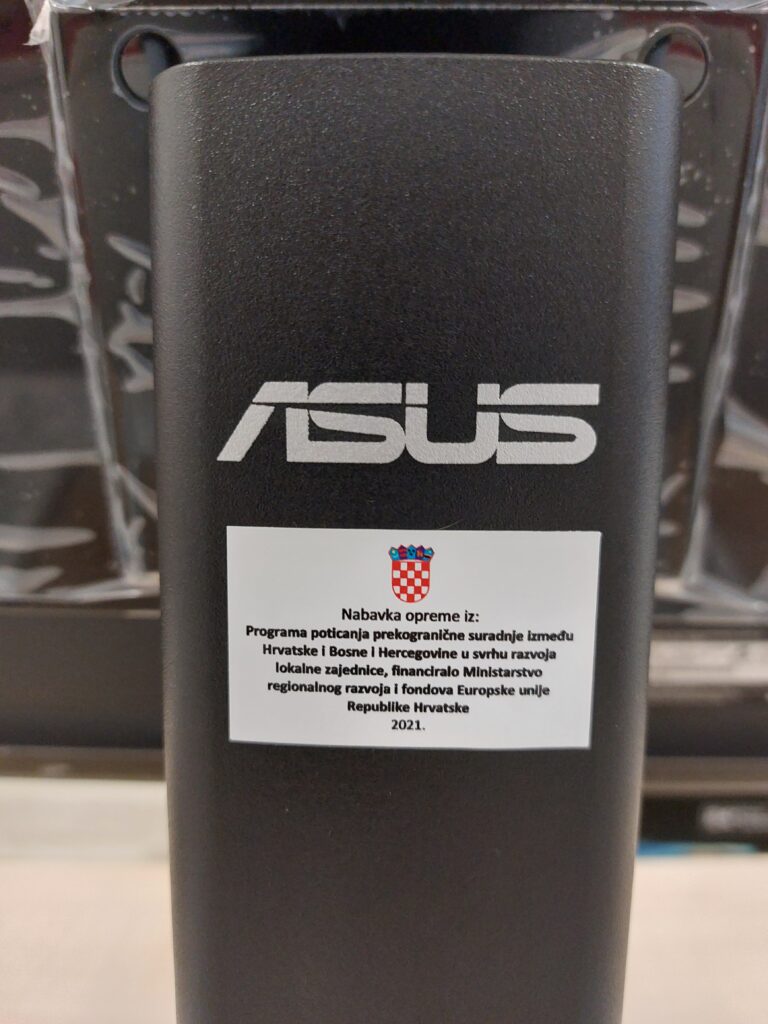 ASUS
Nabavka opreme iz:
Programa poticanja prekogranične suradnje između
Hrvatske i Bosne i Hercegovine u svrhu razvoja
lokalne zajednice, financiralo Ministarstvo
regionalnog razvoja i fondova Europske unije
Republike Hrvatske
2021.